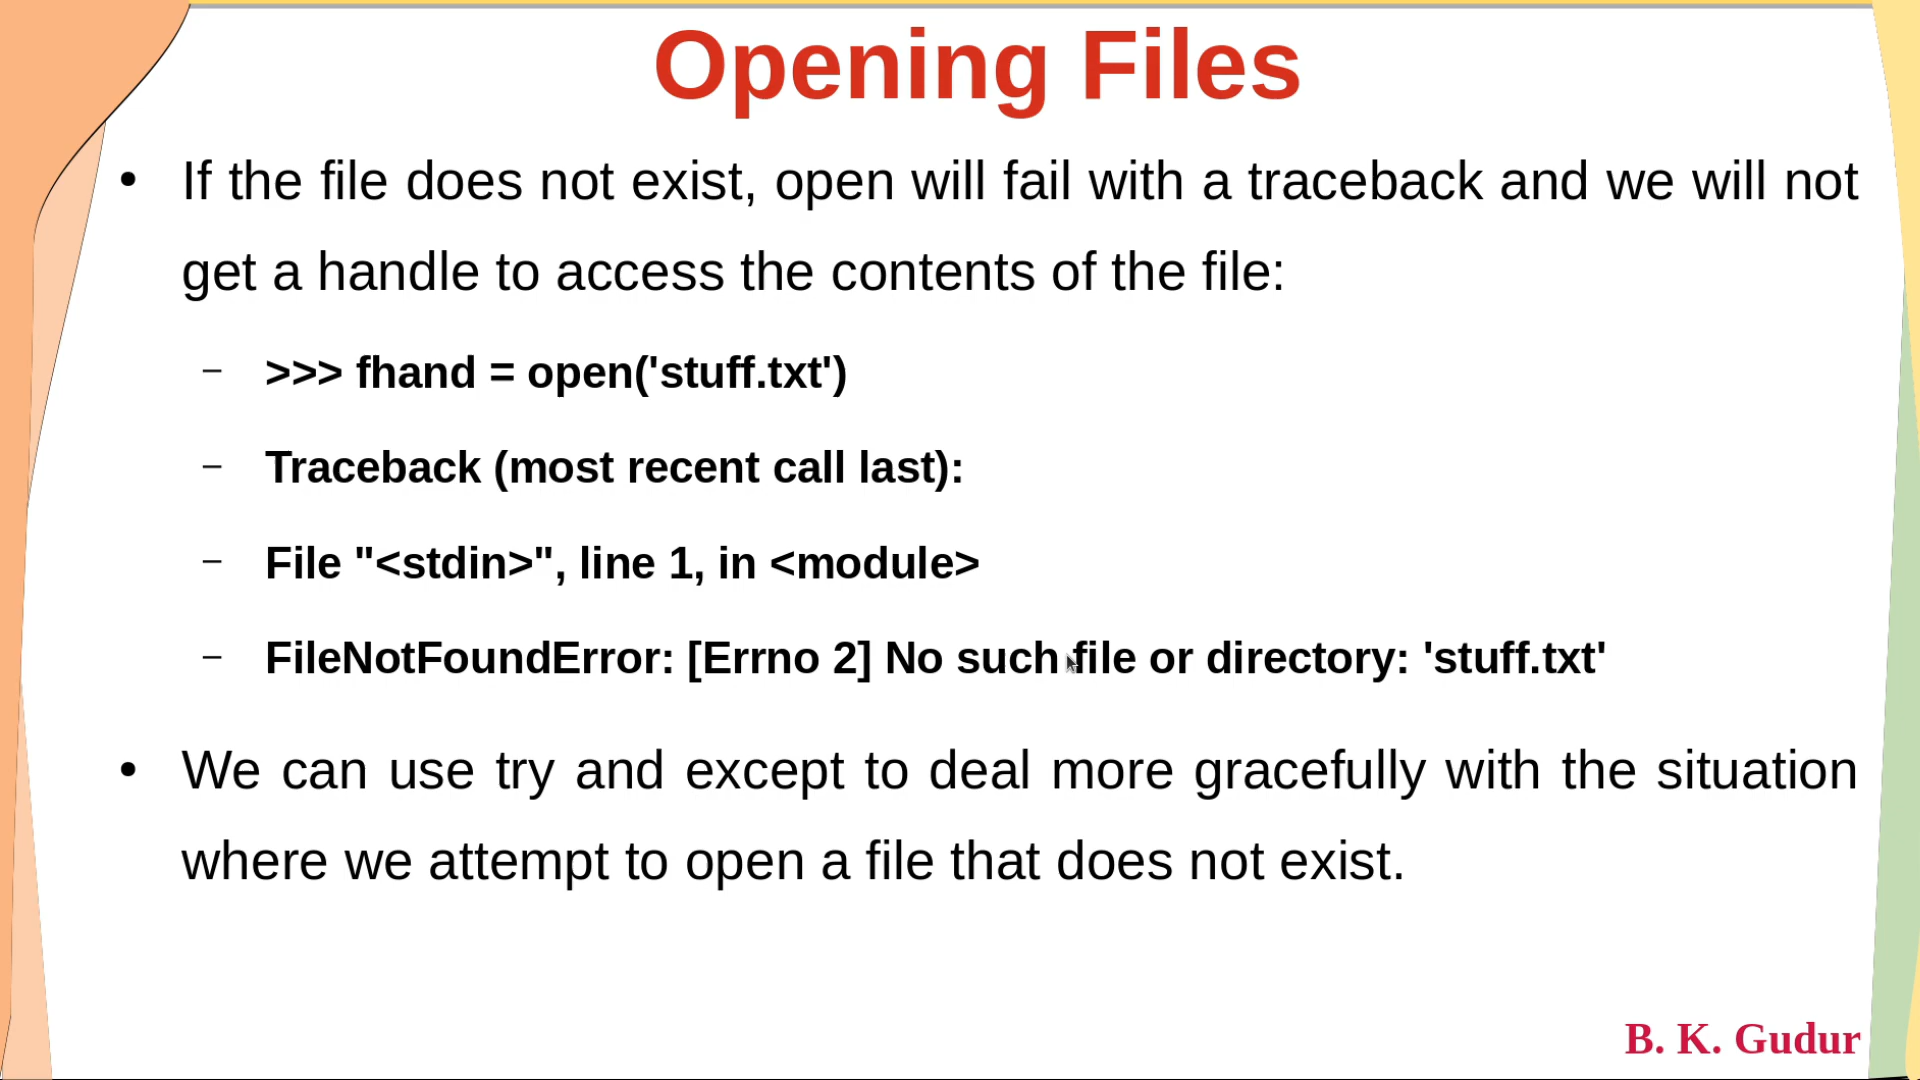 Opening Files
• If the file does not exist, open will fail with a traceback and we will not
get a handle to access the contents of the file:
– >>> fhand = open('stuff.txt')
– Traceback (most recent call last):
– File "<stdin>", line 1, in <module>
– FileNotFoundError: [Errno 2] No such file or directory: 'stuff.txt'
• We can use try and except to deal more gracefully with the situation
where we attempt to open a file that does not exist.
B. K. Gudur